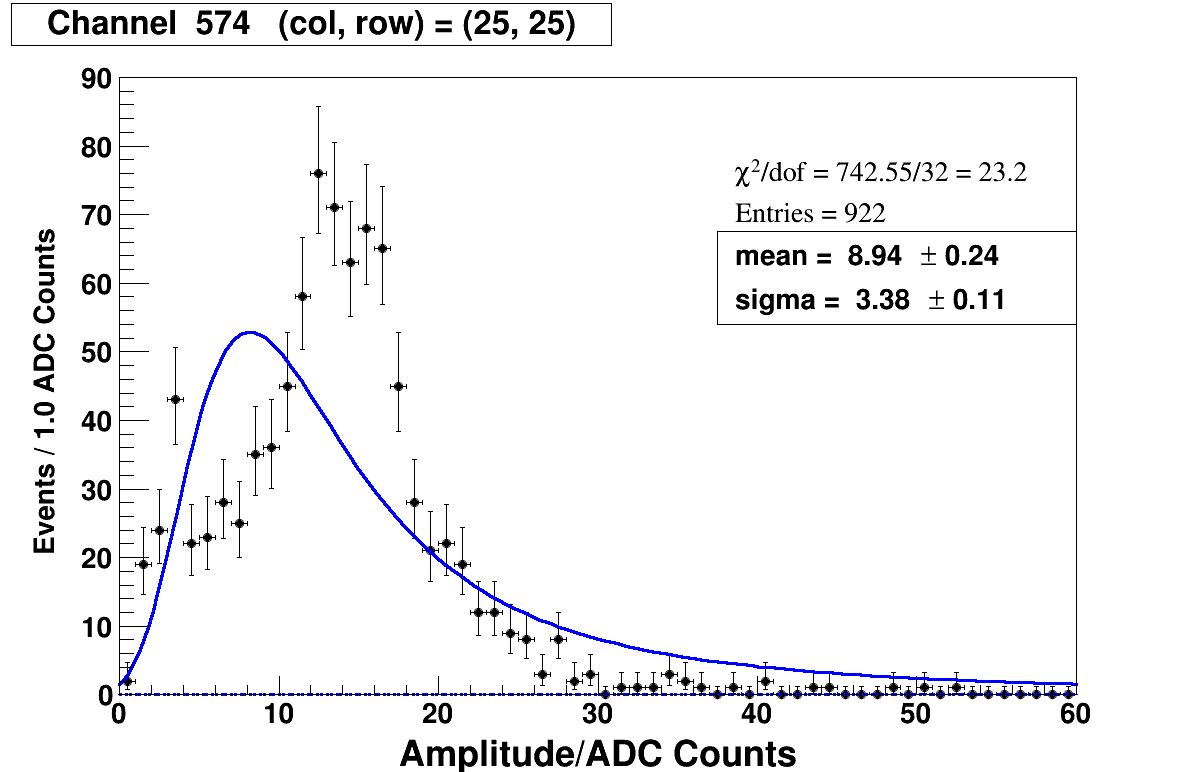 Channel 574 (col, row) = (25, 25)
90
80
70
60
50
40
30
20
10
0
Events / 1.0 ADC Counts
χ²/dof = 742.55/32 = 23.2
Entries = 922
mean = 8.94 ± 0.24
sigma = 3.38 ± 0.11
0 10 20 30 40 50 60
Amplitude/ADC Counts